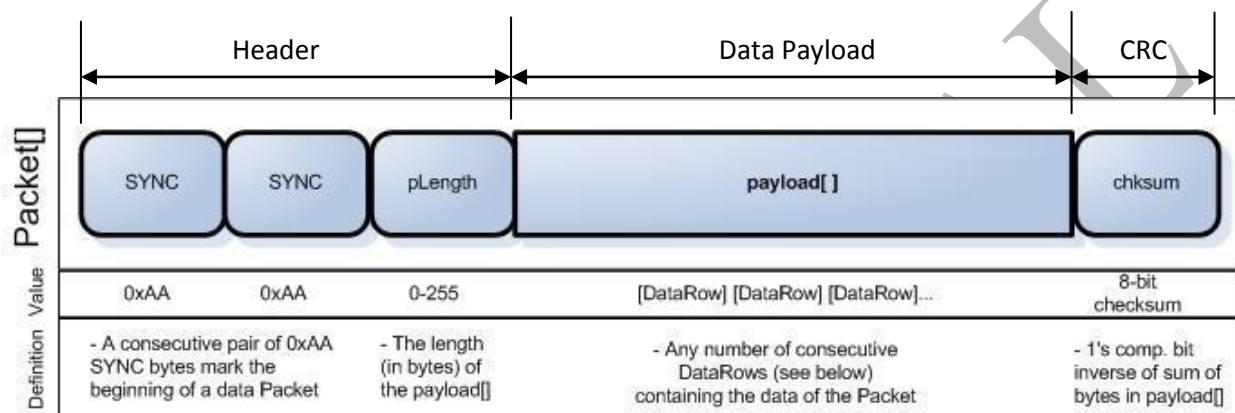 Header Data Payload CRC
Packet[]
SYNC SYNC pLength payload[ ] chksum
Value
0xAA 0xAA 0-255 [DataRow] [DataRow] [DataRow]... 8-bit
checksum
Definition
- A consecutive pair of 0xAA
SYNC bytes mark the
beginning of a data Packet
- The length
(in bytes) of
the payload[]
- Any number of consecutive
DataRows (see below)
containing the data of the Packet
- 1's comp. bit
inverse of sum of
bytes in payload[]